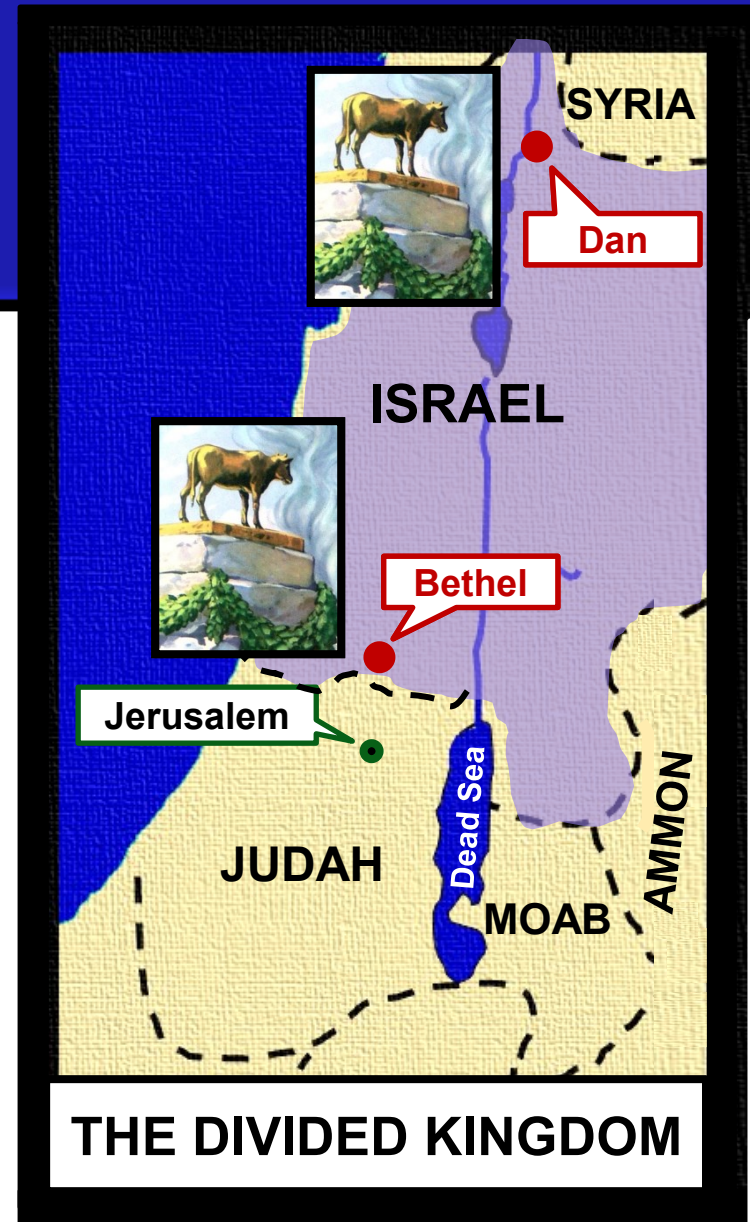 SYRIA
Dan
ISRAEL
Bethel
Jerusalem
Dead Sea
AMMON
JUDAH
MOAB
THE DIVIDED KINGDOM